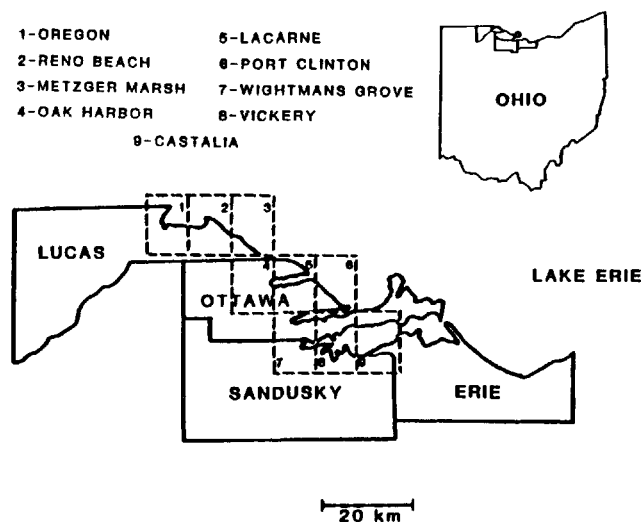 1-OREGON
2-RENO BEACH
3-METZGER MARSH
4-OAK HARBOR
5-LACARNE
6-PORT CLINTON
7-WIGHTMANS GROVE
8-VICKERY
9-CASTALIA
OHIO
1 2 3
LUCAS
4 5 6
LAKE ERIE
OTTAWA
7 8 9
SANDUSKY
ERIE
20 km